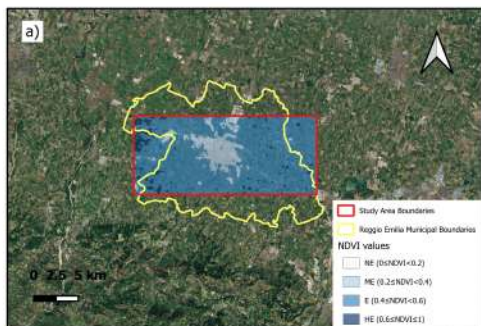 a)
Study Area Boundaries
Reggio Emilia Municipal Boundaries
NDVI values
NE (0≤NDVI<0.2)
ME (0.2≤NDVI<0.4)
E (0.4≤NDVI<0.6)
HE (0.6≤NDVI≤1)
0 2.5 5 km